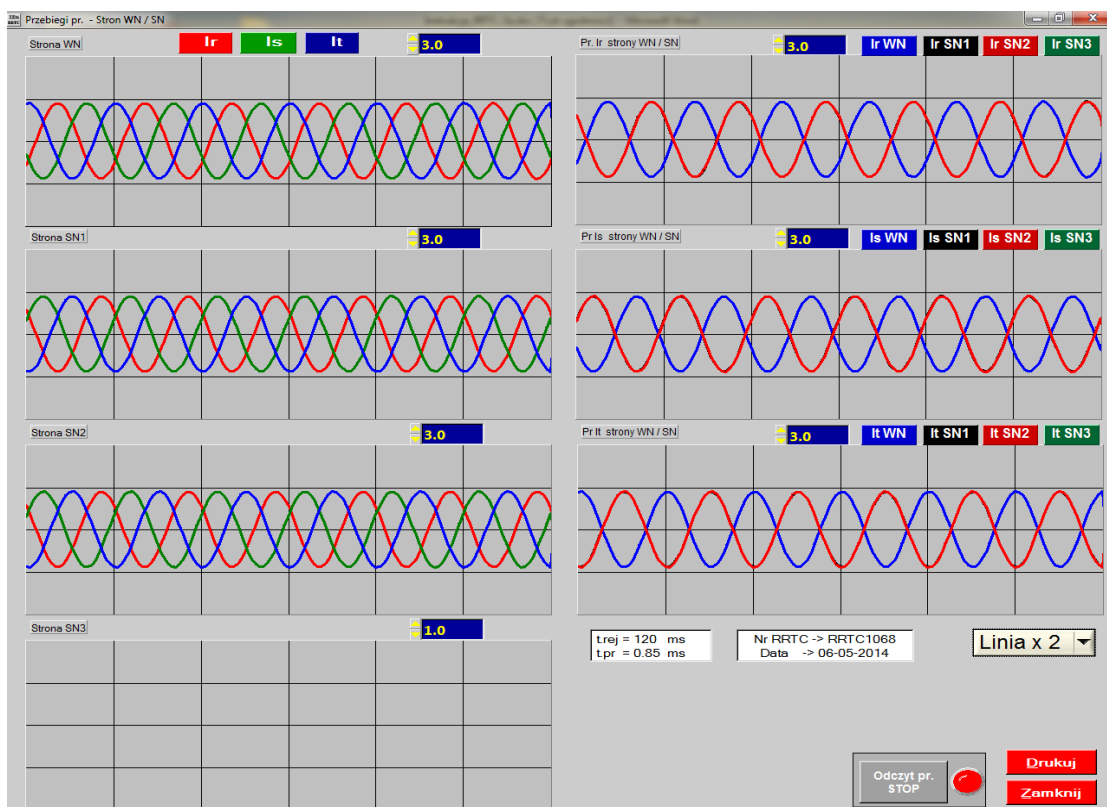 Przebiegi pr. - Stron WN / SN
Strona WN
Ir Is It
3.0
Pr. Ir strony WN / SN
3.0
Ir WN Ir SN1 Ir SN2 Ir SN3
Strona SN1
3.0
Pr Is strony WN / SN
3.0
Is WN Is SN1 Is SN2 Is SN3
Strona SN2
3.0
Pr It strony WN / SN
3.0
It WN It SN1 It SN2 It SN3
Strona SN3
1.0
t.rej = 120 ms
t.pr = 0.85 ms
Nr RRTC -> RRTC1068
Data -> 06-05-2014
Linia x 2
Odczyt pr.
STOP
Drukuj
Zamknij